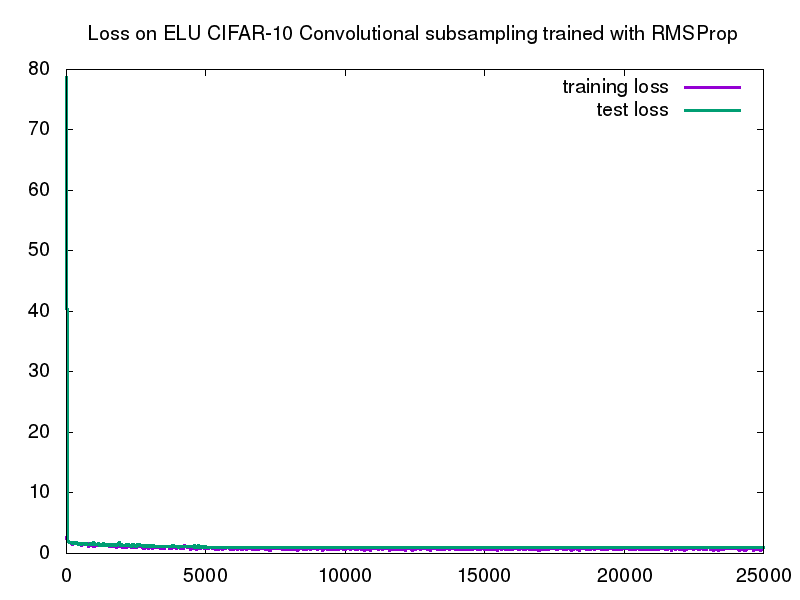 Loss on ELU CIFAR-10 Convolutional subsampling trained with RMSProp
80
training loss
test loss
70
60
50
40
30
20
10
0
0 5000 10000 15000 20000 25000